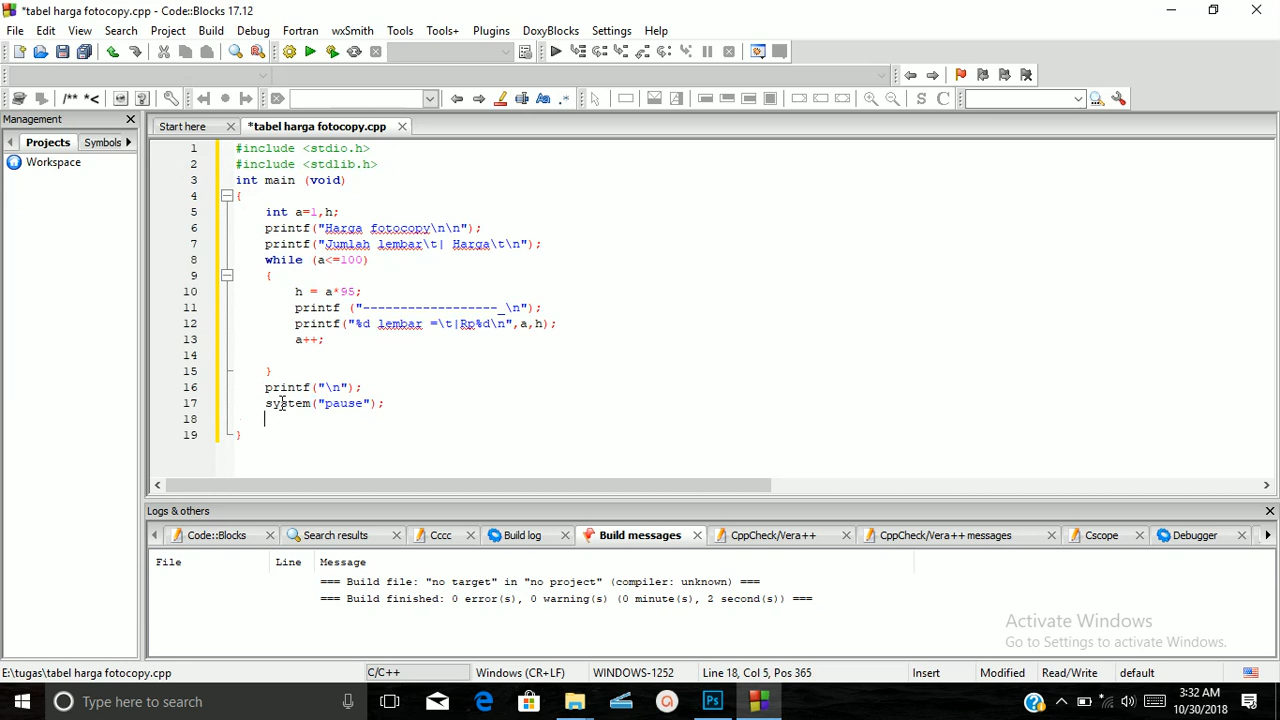 *tabel harga fotocopy.cpp - Code::Blocks 17.12
File Edit View Search Project Build Debug Fortran wxSmith Tools Tools+ Plugins DoxyBlocks Settings Help
/** *<
S C
Management
Start here *tabel harga fotocopy.cpp
Projects Symbols
Workspace
1 #include <stdio.h>
2 #include <stdlib.h>
3 int main (void)
4 {
5 int a=1,h;
6 printf("Harga fotocopy\n\n");
7 printf("Jumlah lembar\t| Harga\t\n");
8 while (a<=100)
9 {
10 h = a*95;
11 printf ("------------------_\n");
12 printf("%d lembar =\t|Rp%d\n",a,h);
13 a++;
14
15 }
16 printf("\n");
17 system("pause");
18
19 }
Logs & others
Code::Blocks Search results Cccc Build log Build messages CppCheck/Vera++ CppCheck/Vera++ messages Cscope Debugger
File Line Message
=== Build file: "no target" in "no project" (compiler: unknown) ===
=== Build finished: 0 error(s), 0 warning(s) (0 minute(s), 2 second(s)) ===
Activate Windows
Go to Settings to activate Windows.
E:\tugas\tabel harga fotocopy.cpp C/C++ Windows (CR+LF) WINDOWS-1252 Line 18, Col 5, Pos 365 Insert Modified Read/Write default
Type here to search
Ps
3:32 AM
10/30/2018